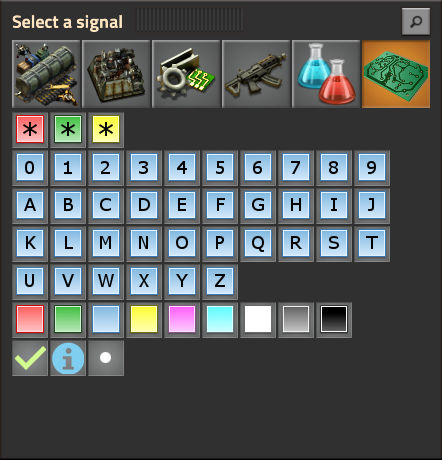 Select a signal
* * *
0 1 2 3 4 5 6 7 8 9
A B C D E F G H I J
K L M N O P Q R S T
U V W X Y Z
i